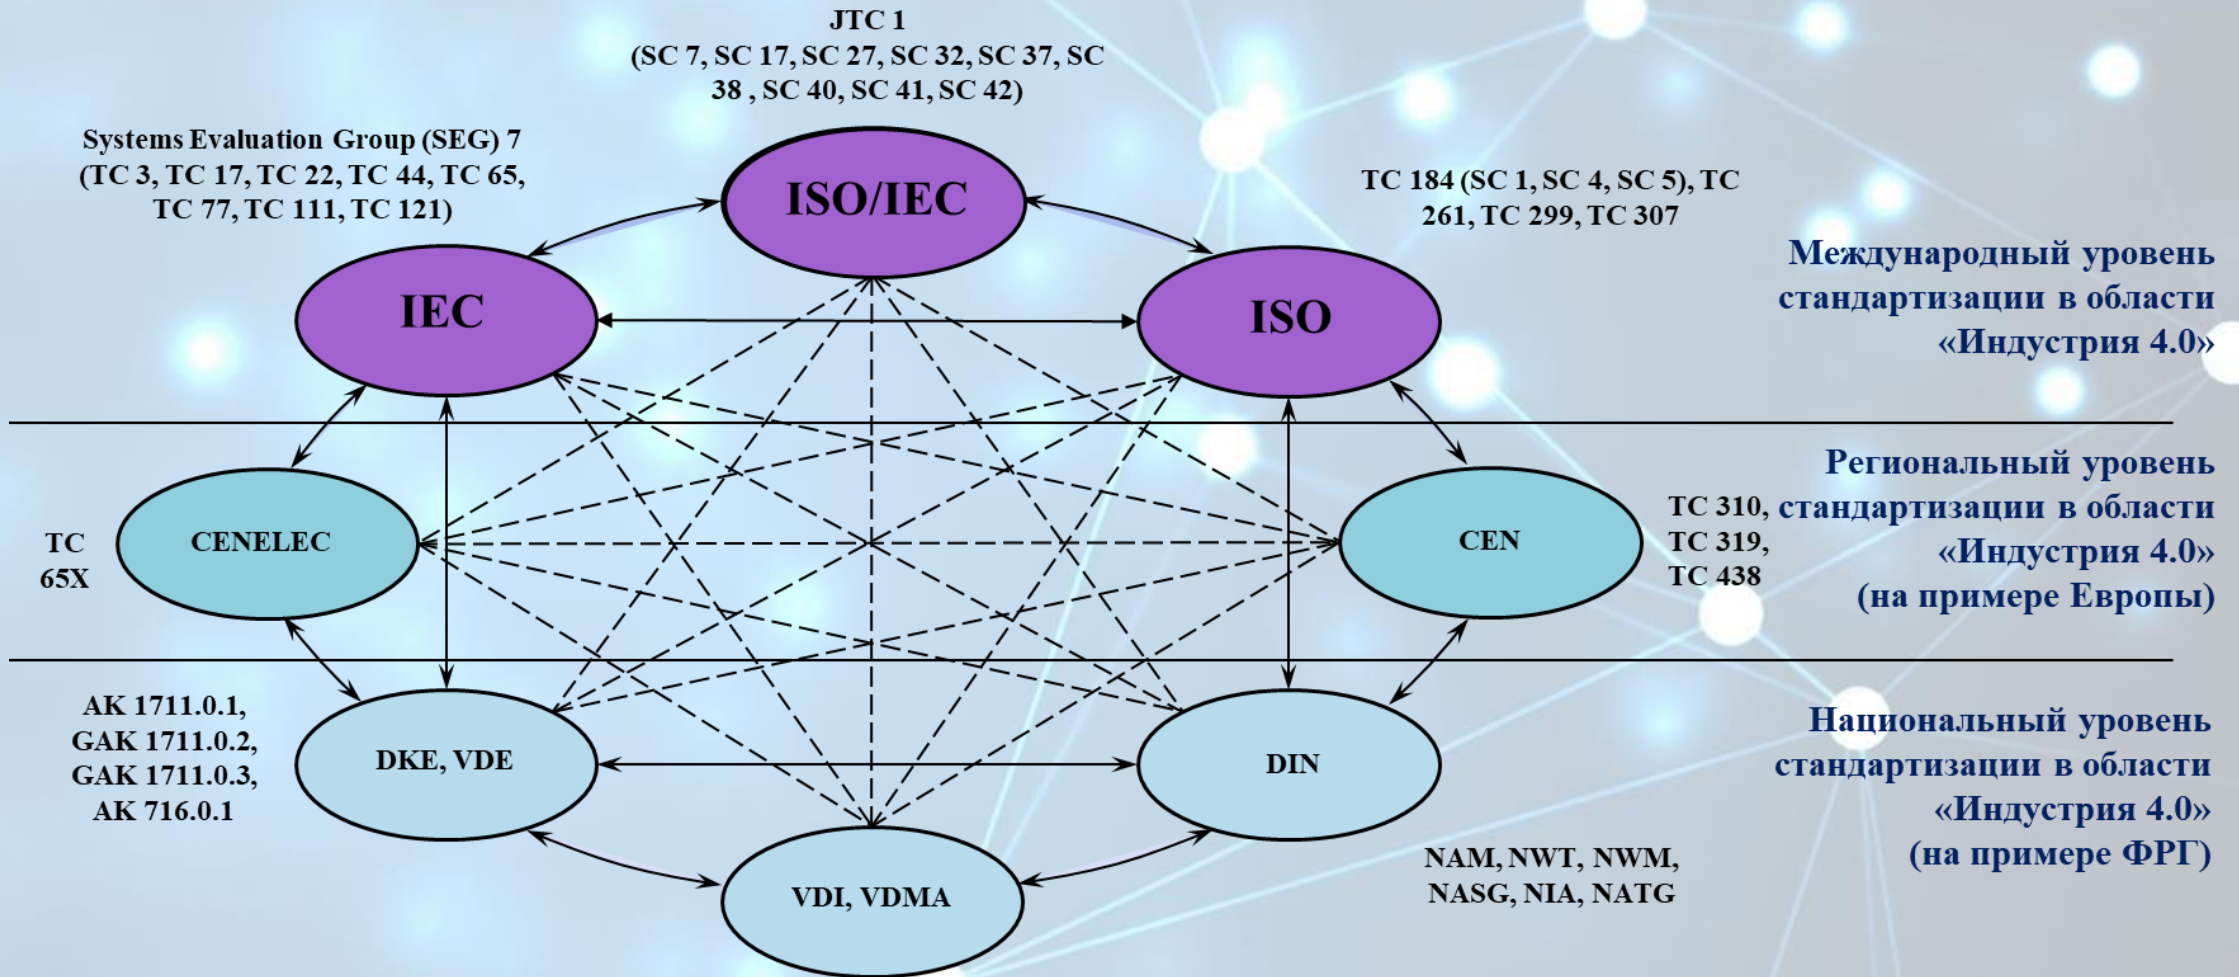 JTC 1
(SC 7, SC 17, SC 27, SC 32, SC 37, SC
38 , SC 40, SC 41, SC 42)
Systems Evaluation Group (SEG) 7
(TC 3, TC 17, TC 22, TC 44, TC 65,
TC 77, TC 111, TC 121)
ISO/IEC
TC 184 (SC 1, SC 4, SC 5), TC
261, TC 299, TC 307
IEC
ISO
Международный уровень
стандартизации в области
«Индустрия 4.0»
TC
65X
CENELEC
CEN
TC 310,
TC 319,
TC 438
Региональный уровень
стандартизации в области
«Индустрия 4.0»
(на примере Европы)
AK 1711.0.1,
GAK 1711.0.2,
GAK 1711.0.3,
AK 716.0.1
DKE, VDE
DIN
Национальный уровень
стандартизации в области
«Индустрия 4.0»
(на примере ФРГ)
VDI, VDMA
NAM, NWT, NWM,
NASG, NIA, NATG